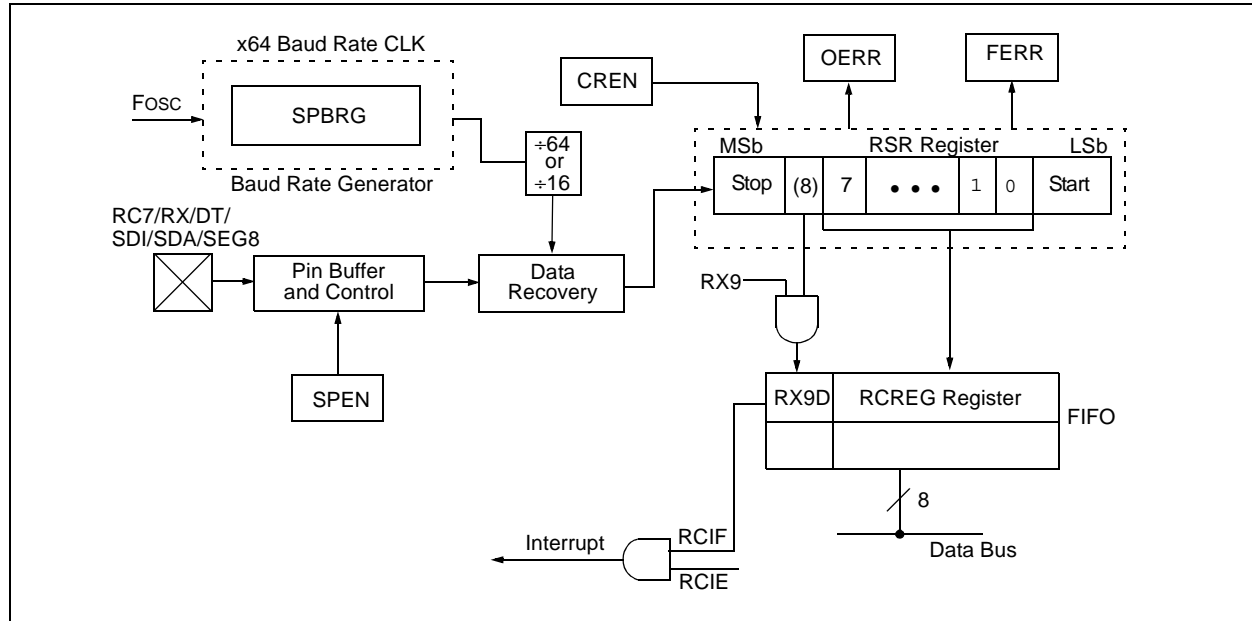 x64 Baud Rate CLK
FOSC
SPBRG
Baud Rate Generator
÷64
or
÷16
CREN
OERR
FERR
MSb
RSR Register
LSb
Stop
(8)
7
• • •
1
0
Start
RC7/RX/DT/
SDI/SDA/SEG8
Pin Buffer
and Control
Data
Recovery
RX9
SPEN
RX9D
RCREG Register
FIFO
8
Data Bus
Interrupt
RCIF
RCIE